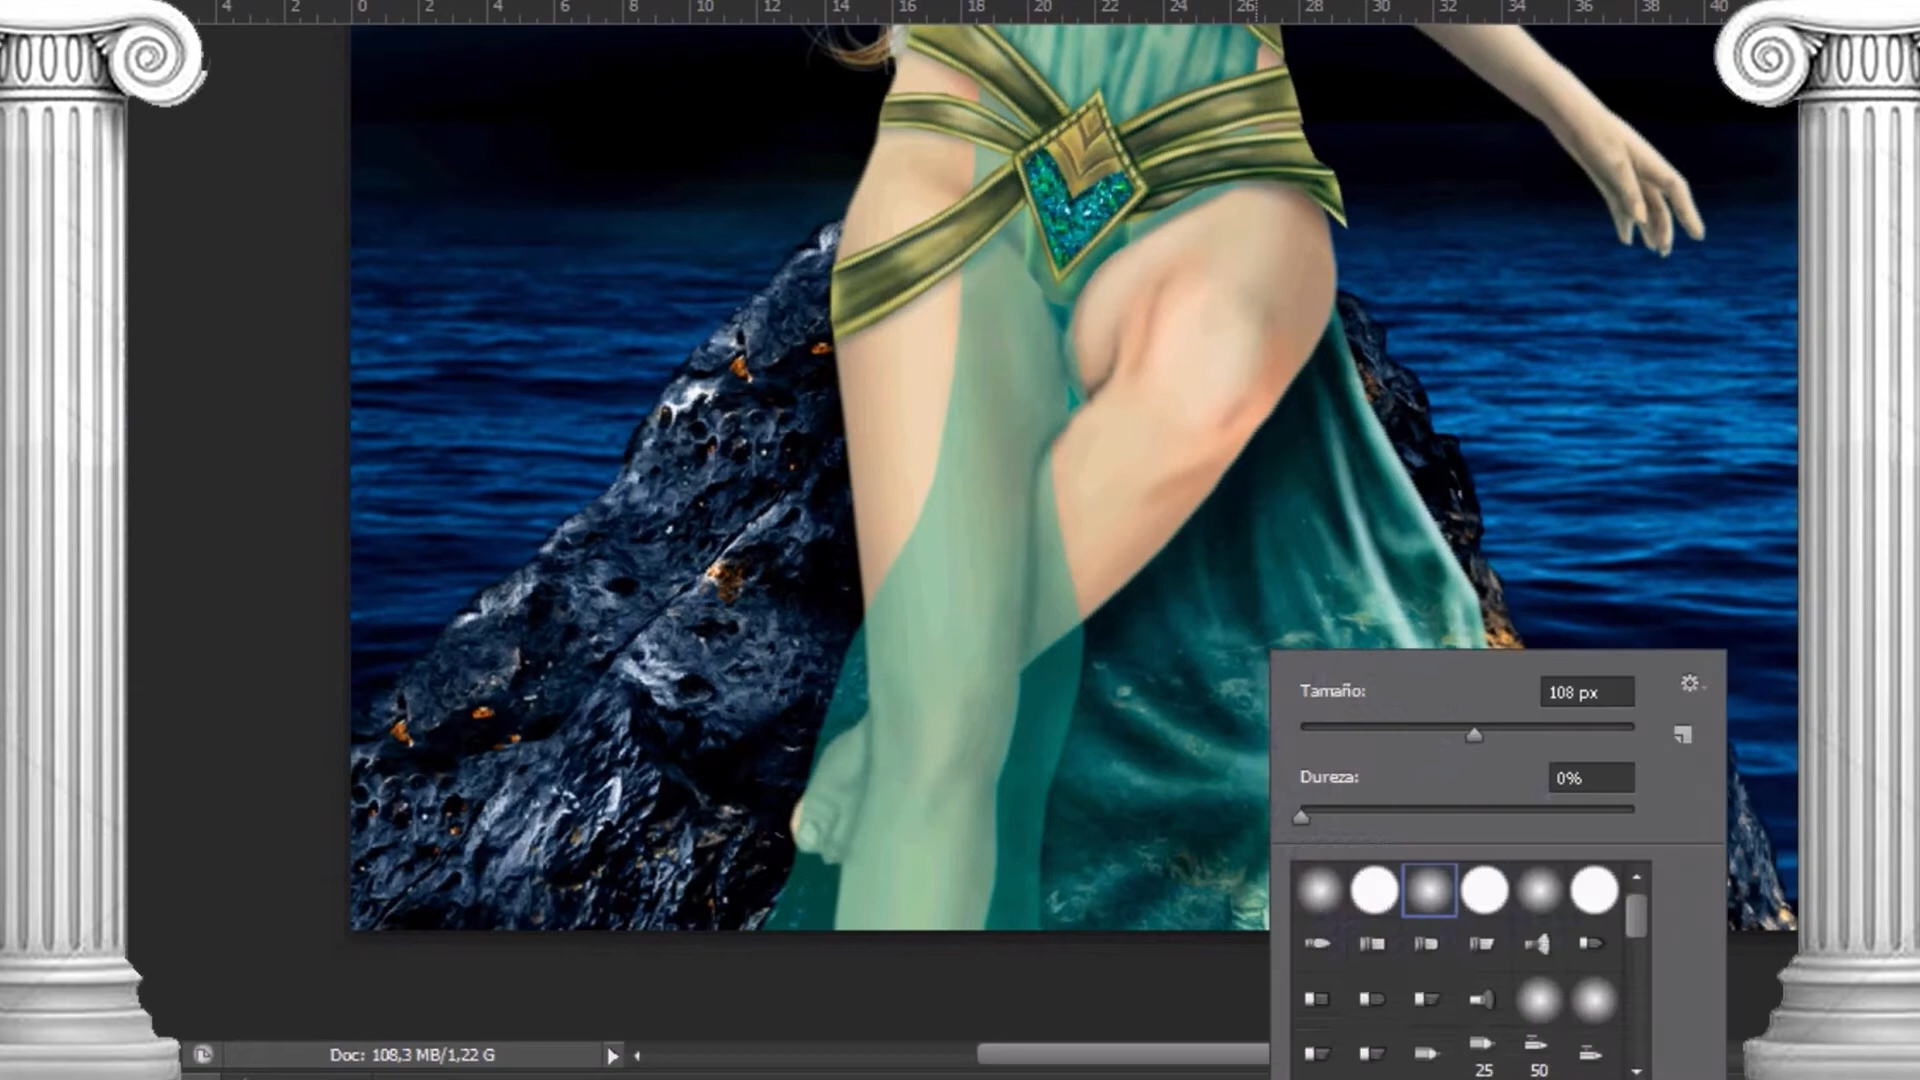 4 2 0 2 4 6 8 10 12 14 16 18 20 22 24 26 28 30 32 34 36 38 40
Tamaño: 108 px
Dureza: 0%
25 50
Doc: 108,3 MB/1,22 G